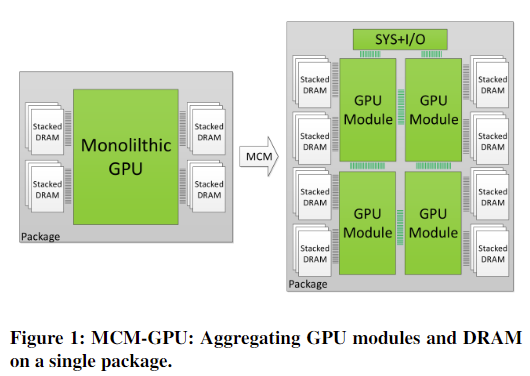 Stacked
DRAM
Stacked
DRAM
Monolilthic
GPU
Stacked
DRAM
Stacked
DRAM
Package
MCM
SYS+I/O
Stacked
DRAM
Stacked
DRAM
Stacked
DRAM
Stacked
DRAM
GPU
Module
GPU
Module
GPU
Module
GPU
Module
Stacked
DRAM
Stacked
DRAM
Stacked
DRAM
Stacked
DRAM
Package
Figure 1: MCM-GPU: Aggregating GPU modules and DRAM
on a single package.